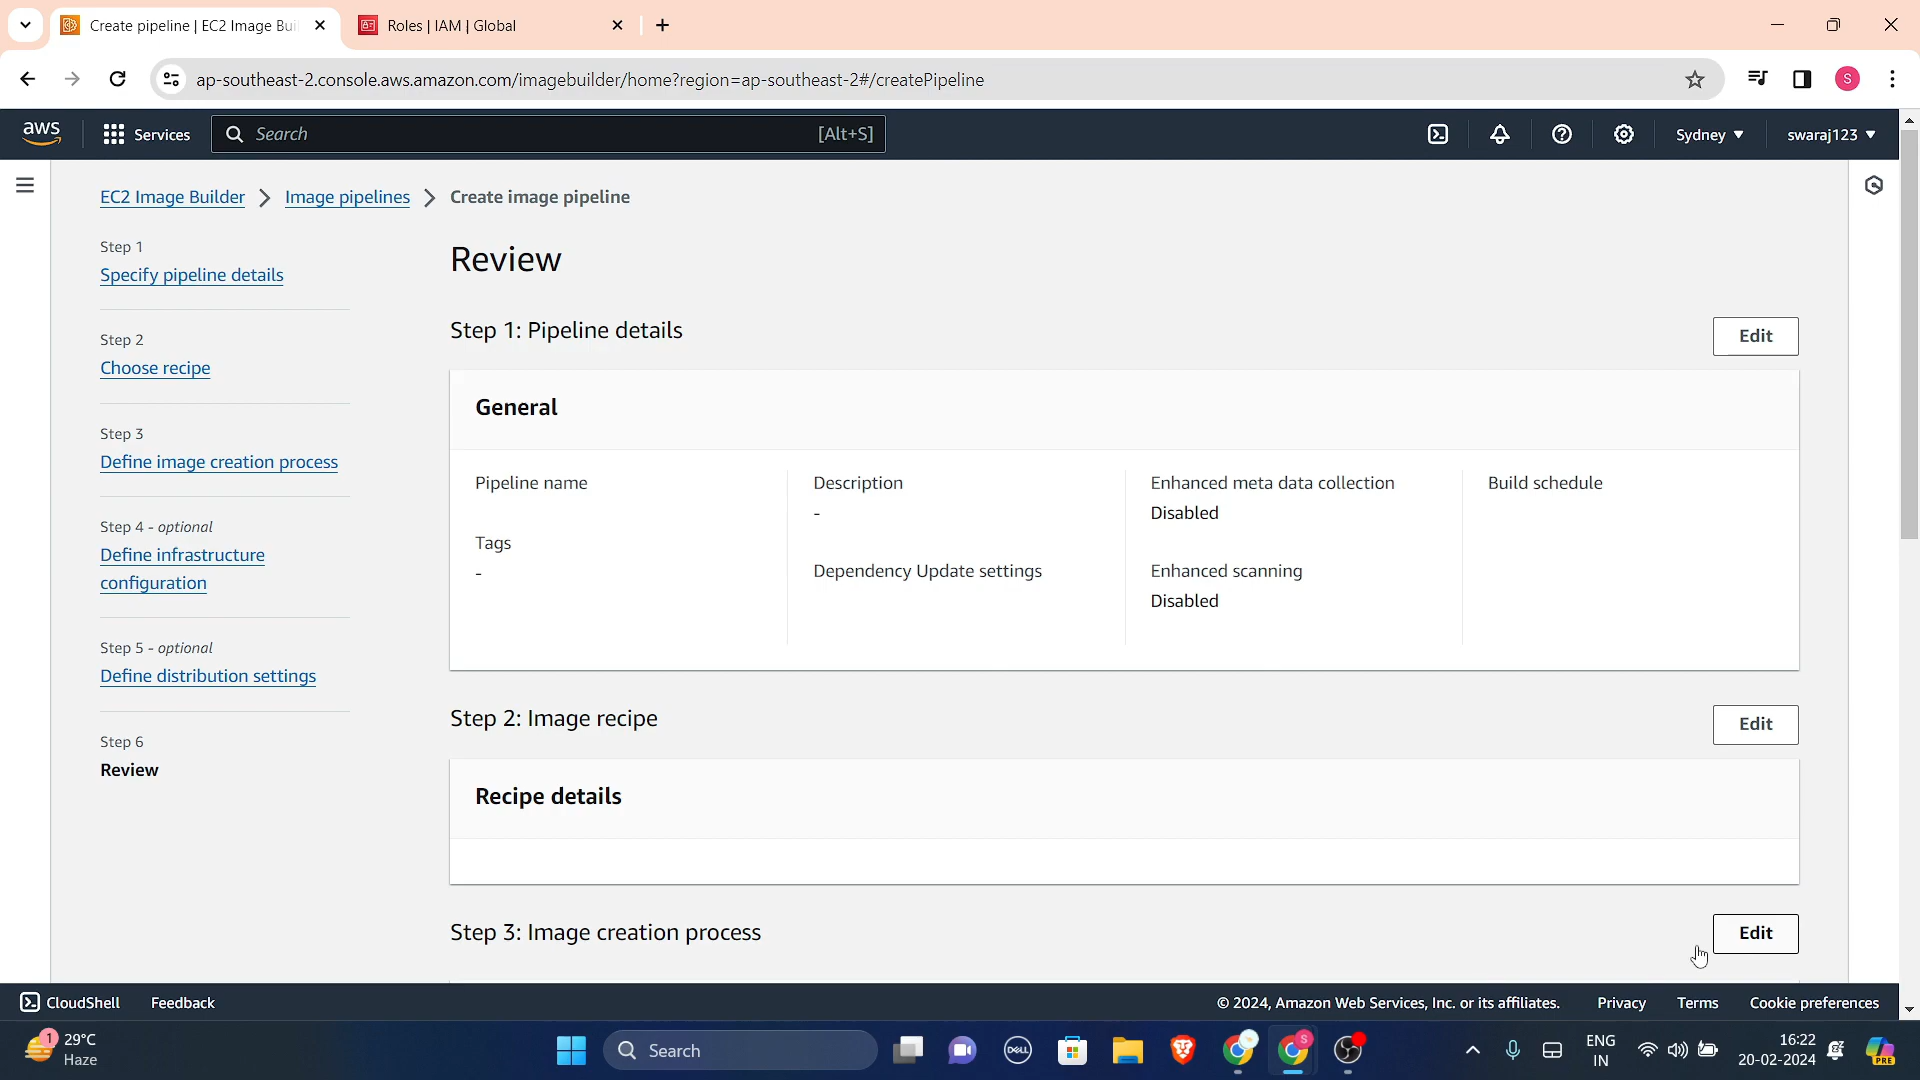 Create pipeline | EC2 Image Bui
Roles | IAM | Global
ap-southeast-2.console.aws.amazon.com/imagebuilder/home?region=ap-southeast-2#/createPipeline
S
aws
Services
Search
[Alt+S]
Sydney
swaraj123
EC2 Image Builder
Image pipelines
Create image pipeline
Step 1
Specify pipeline details
Step 2
Choose recipe
Step 3
Define image creation process
Step 4 - optional
Define infrastructure
configuration
Step 5 - optional
Define distribution settings
Step 6
Review
Review
Step 1: Pipeline details
Edit
General
Pipeline name
Tags
-
Description
-
Dependency Update settings
Enhanced meta data collection
Disabled
Enhanced scanning
Disabled
Build schedule
Step 2: Image recipe
Edit
Recipe details
Step 3: Image creation process
Edit
CloudShell
Feedback
© 2024, Amazon Web Services, Inc. or its affiliates.
Privacy
Terms
Cookie preferences
1
29°C
Haze
Search
DELL
S
ENG
IN
16:22
20-02-2024
PRE